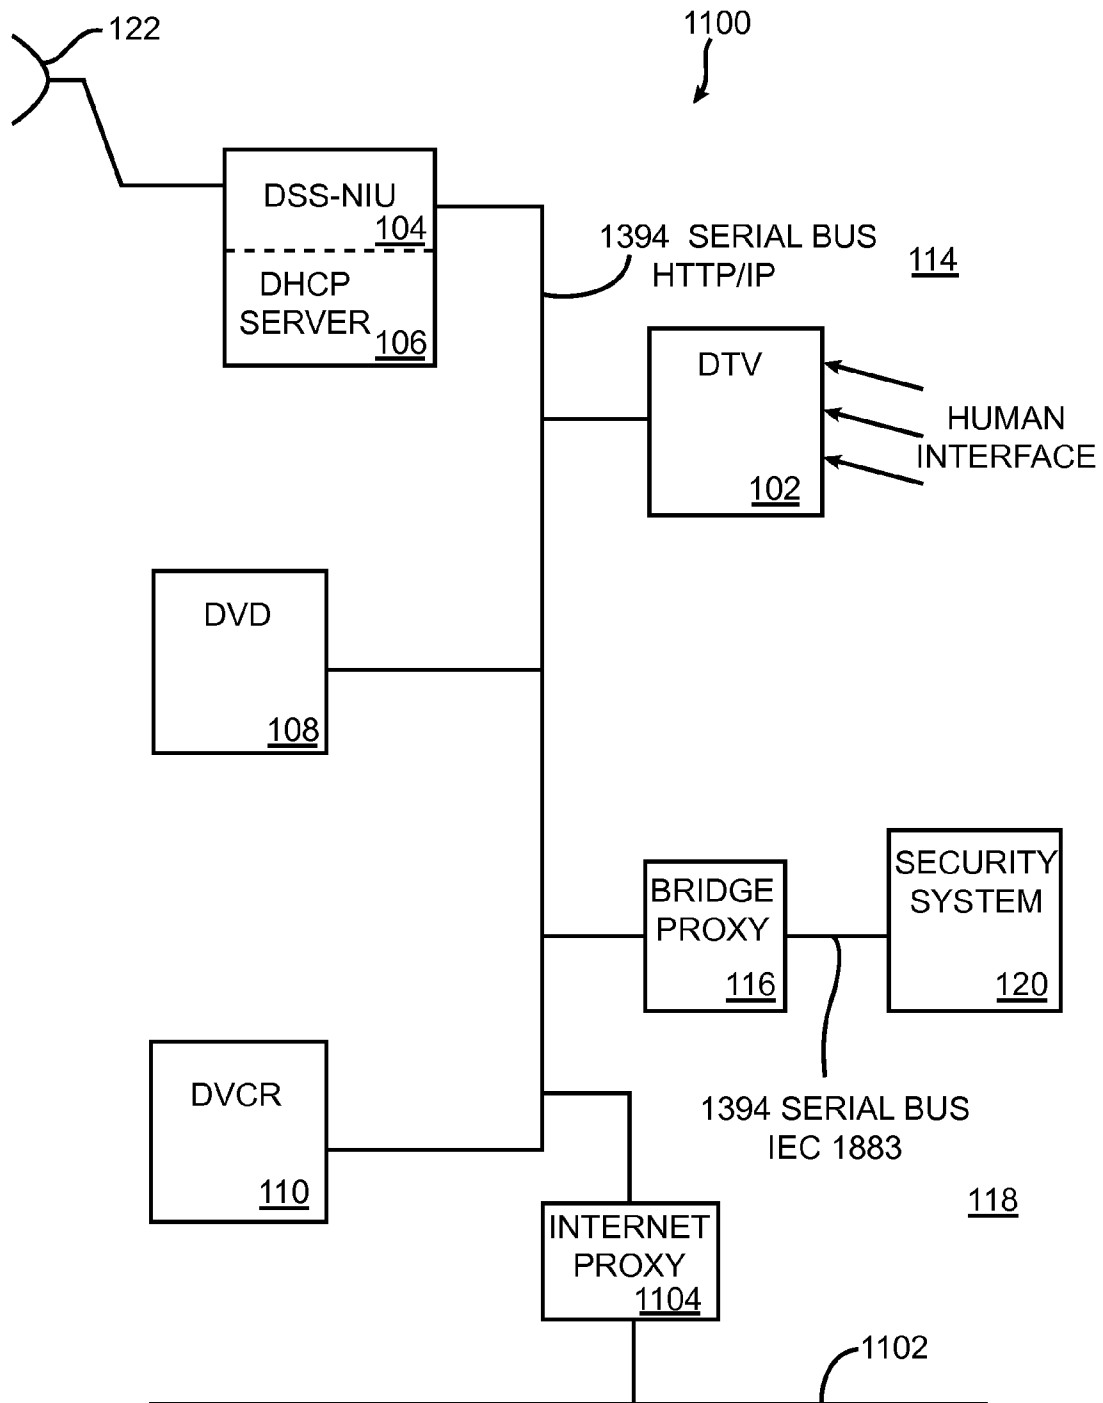 122
1100
DSS-NIU
104
DHCP
SERVER
106
1394 SERIAL BUS
HTTP/IP
114
DTV
102
HUMAN
INTERFACE
DVD
108
BRIDGE
PROXY
116
SECURITY
SYSTEM
120
1394 SERIAL BUS
IEC 1883
118
DVCR
110
INTERNET
PROXY
1104
1102